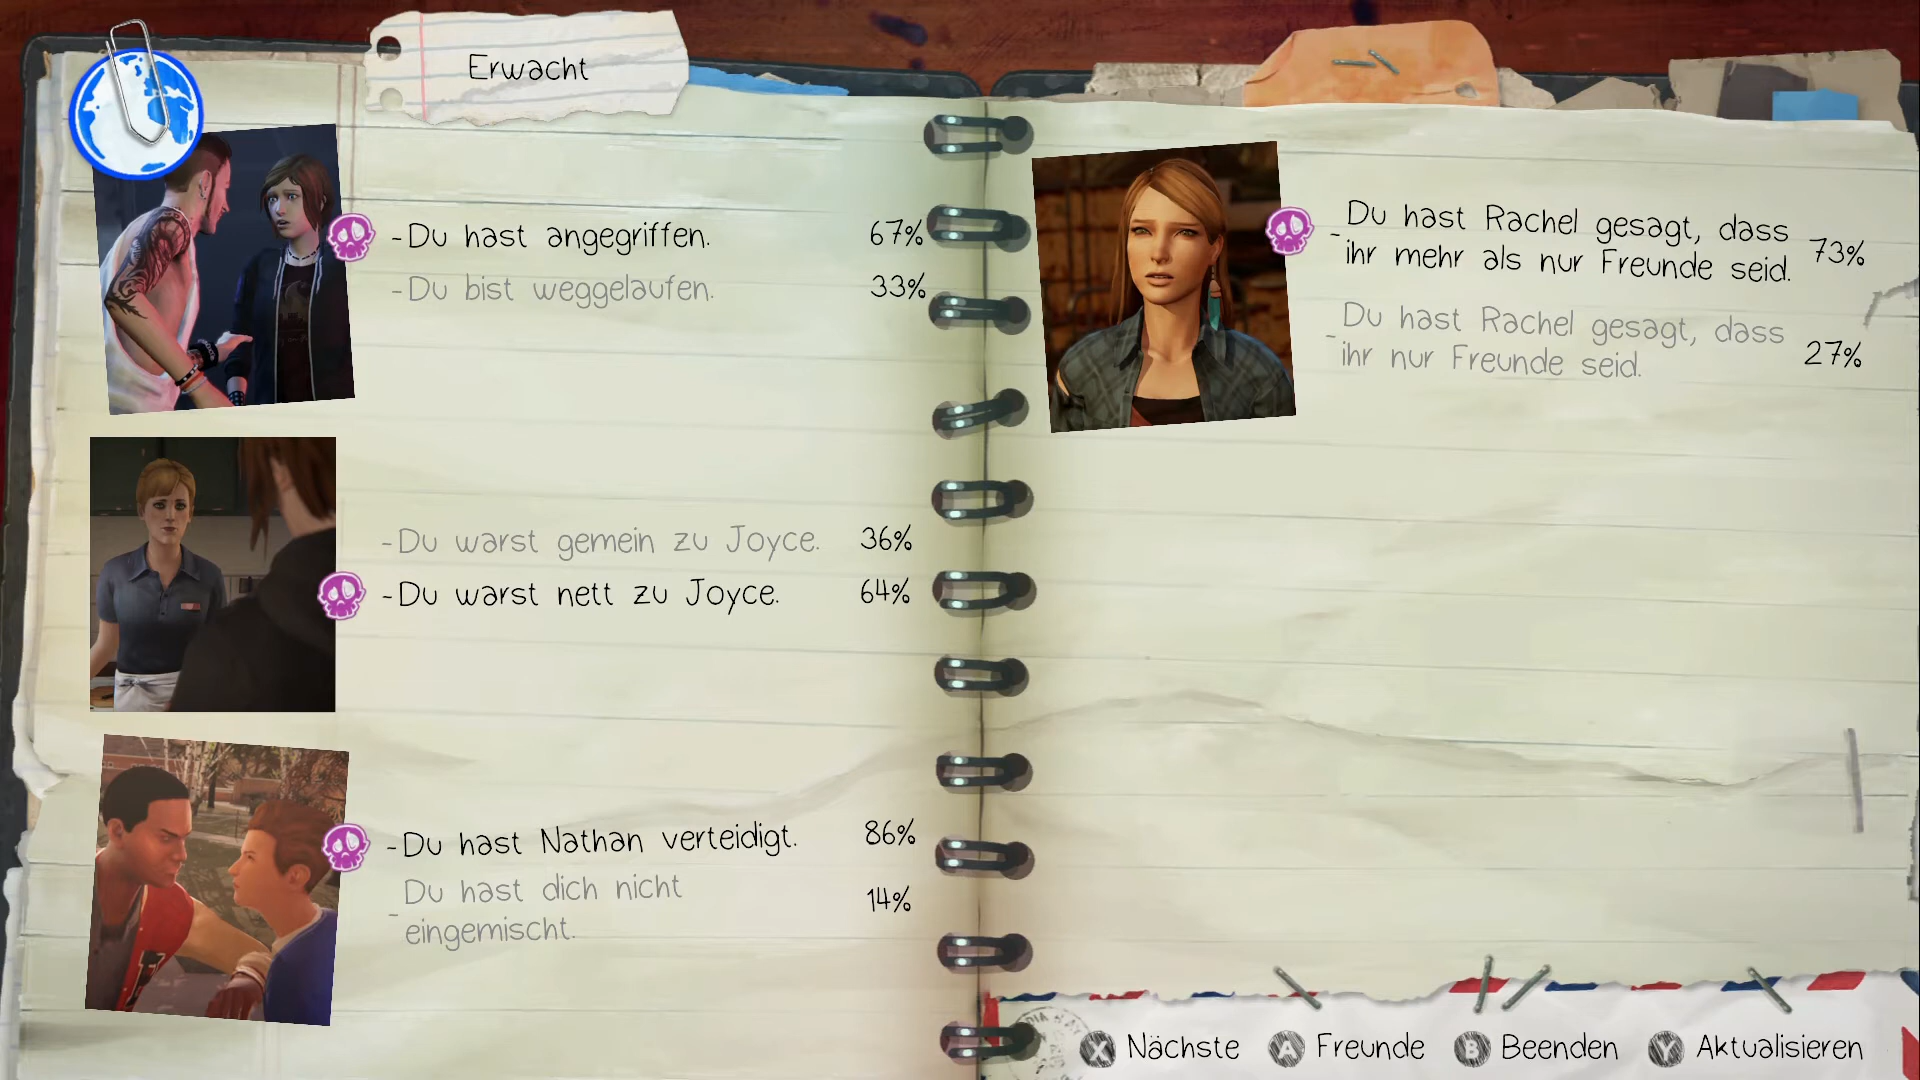 Erwacht
-Du hast angegriffen. 67%
-Du bist weggelaufen. 33%
-Du warst gemein zu Joyce. 36%
-Du warst nett zu Joyce. 64%
-Du hast Nathan verteidigt. 86%
Du hast dich nicht
- eingemischt. 14%
Du hast Rachel gesagt, dass
- ihr mehr als nur Freunde seid. 73%
Du hast Rachel gesagt, dass
- ihr nur Freunde seid. 27%
X Nächste A Freunde B Beenden Y Aktualisieren